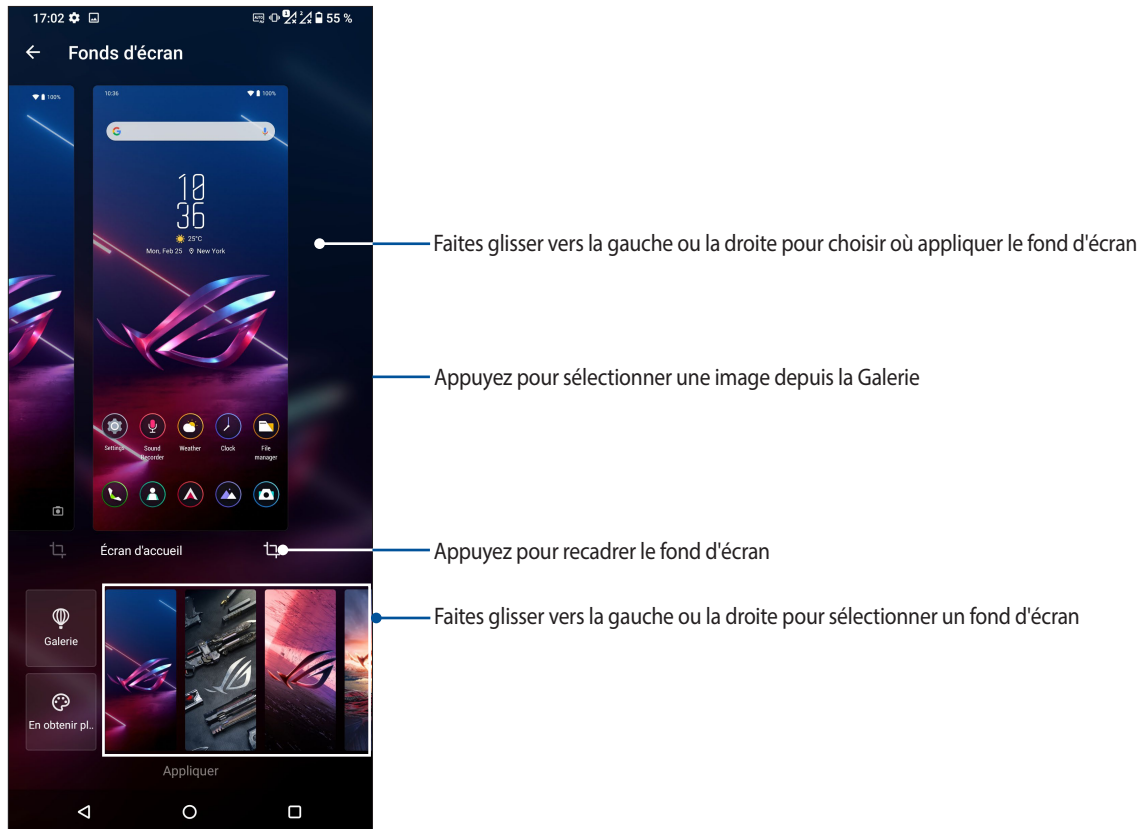 17:02
55 %
Fonds d'écran
100%
10:36
100%
10
36
25°C
Mon, Feb 25 New York
Faites glisser vers la gauche ou la droite pour choisir où appliquer le fond d'écran
Appuyez pour sélectionner une image depuis la Galerie
Settings
Sound Recorder
Weather
Clock
File manager
Écran d'accueil
Appuyez pour recadrer le fond d'écran
Faites glisser vers la gauche ou la droite pour sélectionner un fond d'écran
Galerie
En obtenir pl..
Appliquer